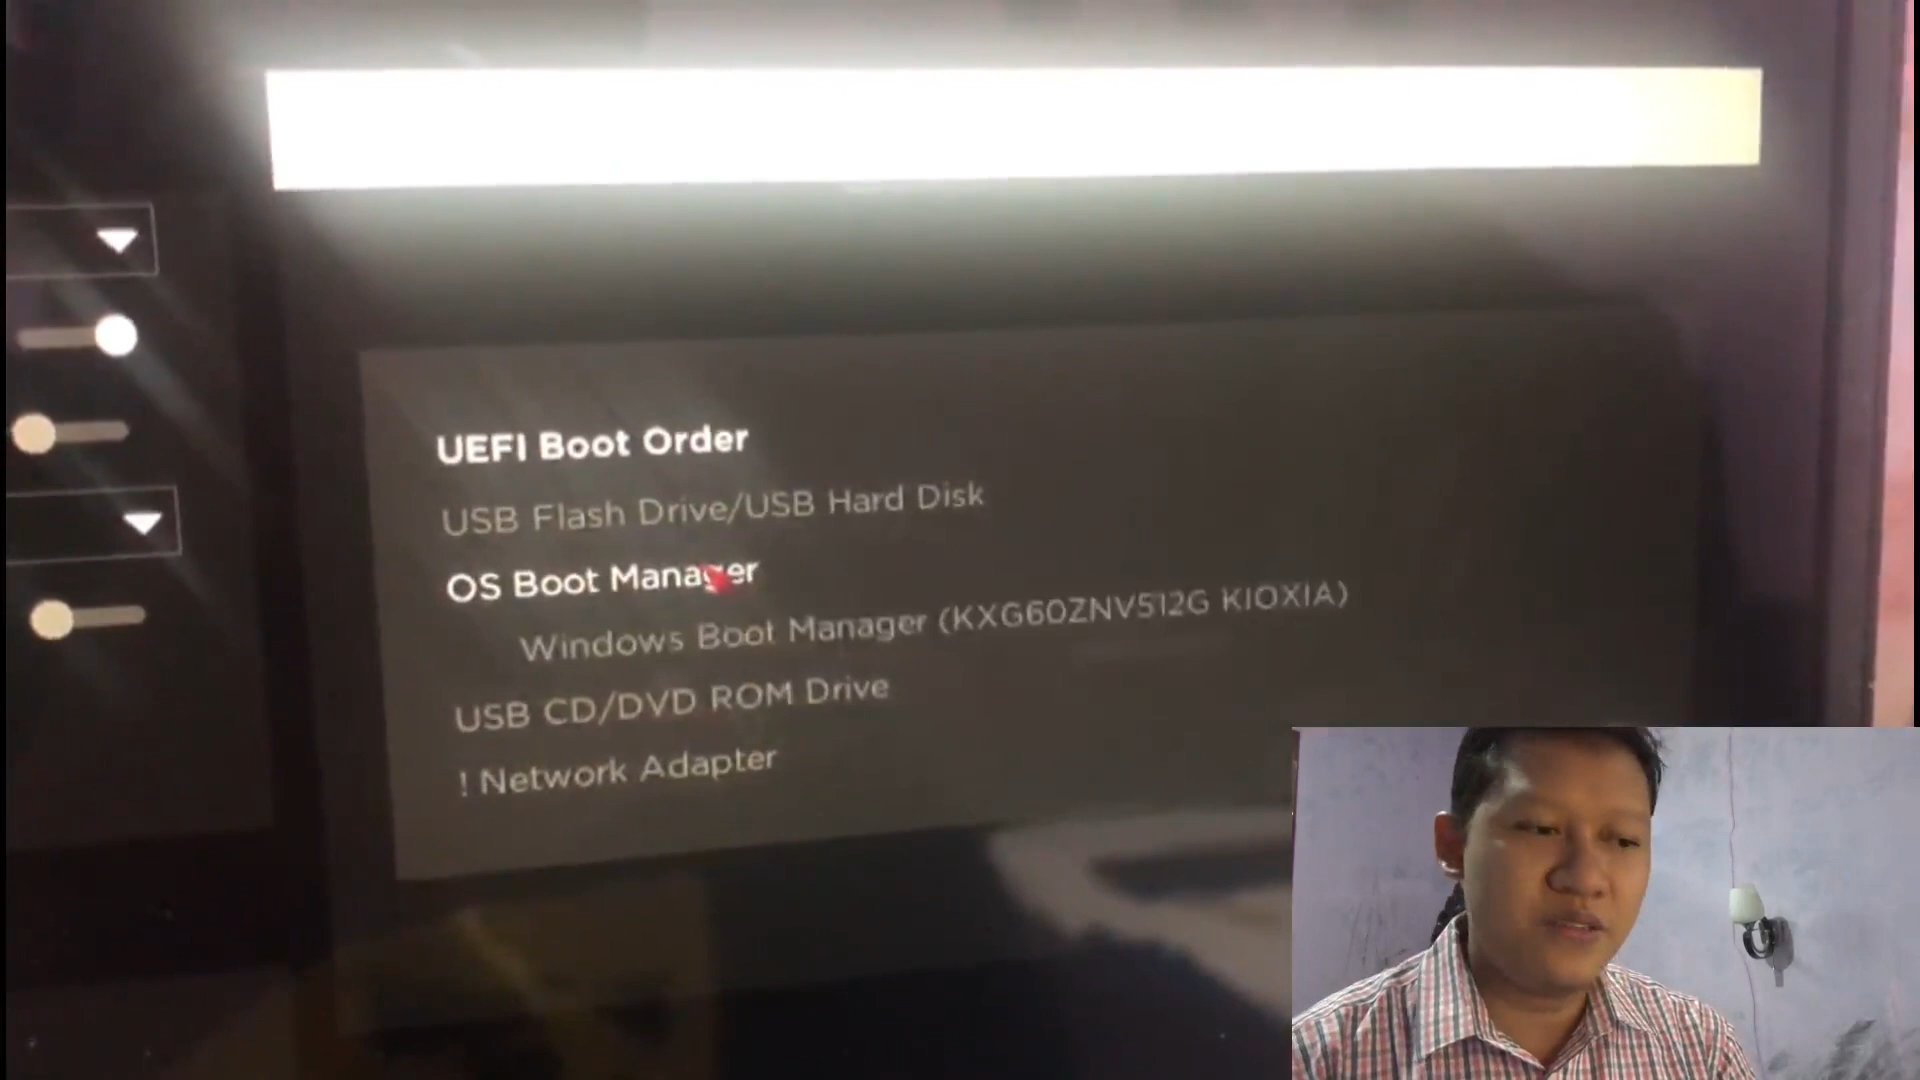 UEFI Boot Order
USB Flash Drive/USB Hard Disk
OS Boot Manager
Windows Boot Manager (KXG60ZNV512G KIOXIA)
USB CD/DVD ROM Drive
! Network Adapter